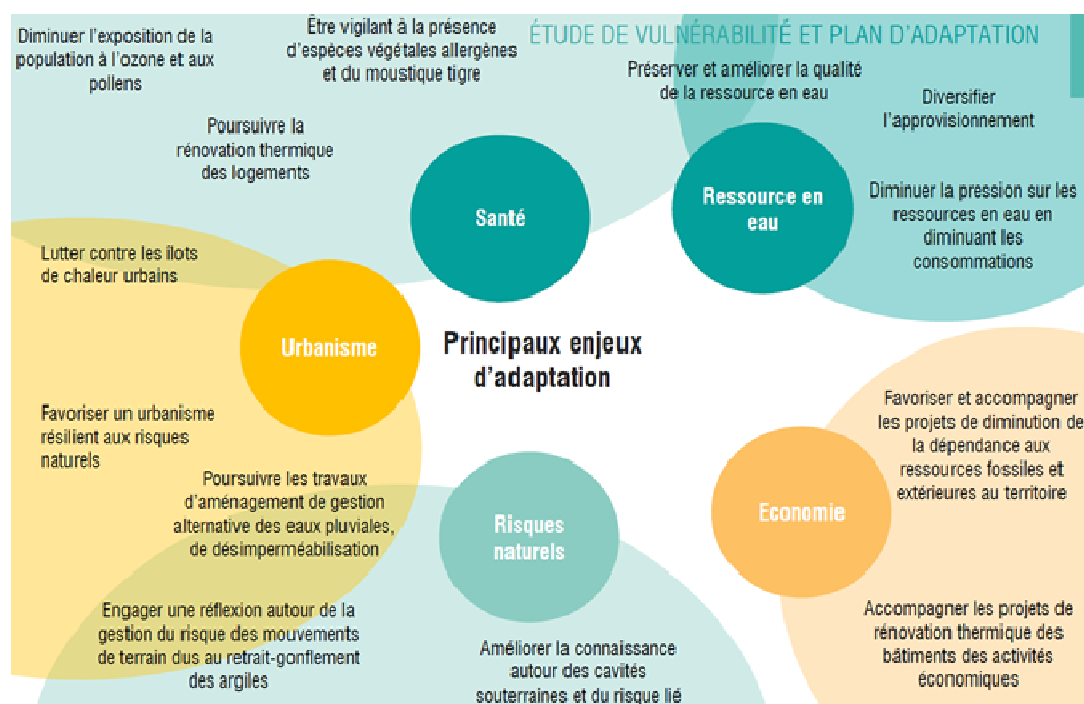 ÉTUDE DE VULNÉRABILITÉ ET PLAN D'ADAPTATION
Diminuer l'exposition de la
population à l'ozone et aux
pollens
Être vigilant à la présence
d'espèces végétales allergènes
et du moustique tigre
Préserver et améliorer la qualité
de la ressource en eau
Diversifier
l'approvisionnement
Poursuivre la
rénovation thermique
des logements
Santé
Ressource en
eau
Diminuer la pression sur les
ressources en eau en
diminuant les
consommations
Lutter contre les îlots
de chaleur urbains
Urbanisme
Principaux enjeux
d'adaptation
Favoriser un urbanisme
résilient aux risques
naturels
Favoriser et accompagner
les projets de diminution de
la dépendance aux
ressources fossiles et
extérieures au territoire
Poursuivre les travaux
d'aménagement de gestion
alternative des eaux pluviales,
de désimperméabilisation
Risques
naturels
Economie
Engager une réflexion autour de la
gestion du risque des mouvements
de terrain dus au retrait-gonflement
des argiles
Améliorer la connaissance
autour des cavités
souterraines et du risque lié
Accompagner les projets de
rénovation thermique des
bâtiments des activités
économiques